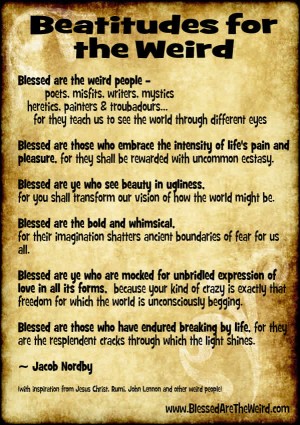 Beatitudes for
the Weird
Blessed are the weird people -
poets, misfits, writers, mystics
heretics, painters & troubadours...
for they teach us to see the world through different eyes
Blessed are those who embrace the intensity of life's pain and
pleasure, for they shall be rewarded with uncommon ecstasy.
Blessed are ye who see beauty in ugliness,
for you shall transform our vision of how the world might be.
Blessed are the bold and whimsical,
for their imagination shatters ancient boundaries of fear for us
all.
Blessed are ye who are mocked for unbridled expression of
love in all its forms, because your kind of crazy is exactly that
freedom for which the world is unconsciously begging.
Blessed are those who have endured breaking by life, for they
are the resplendent cracks through which the light shines.
~ Jacob Nordby
(with inspiration from Jesus Christ, Rumi, John Lennon and other weird people)
www.BlessedAreTheWeird.com